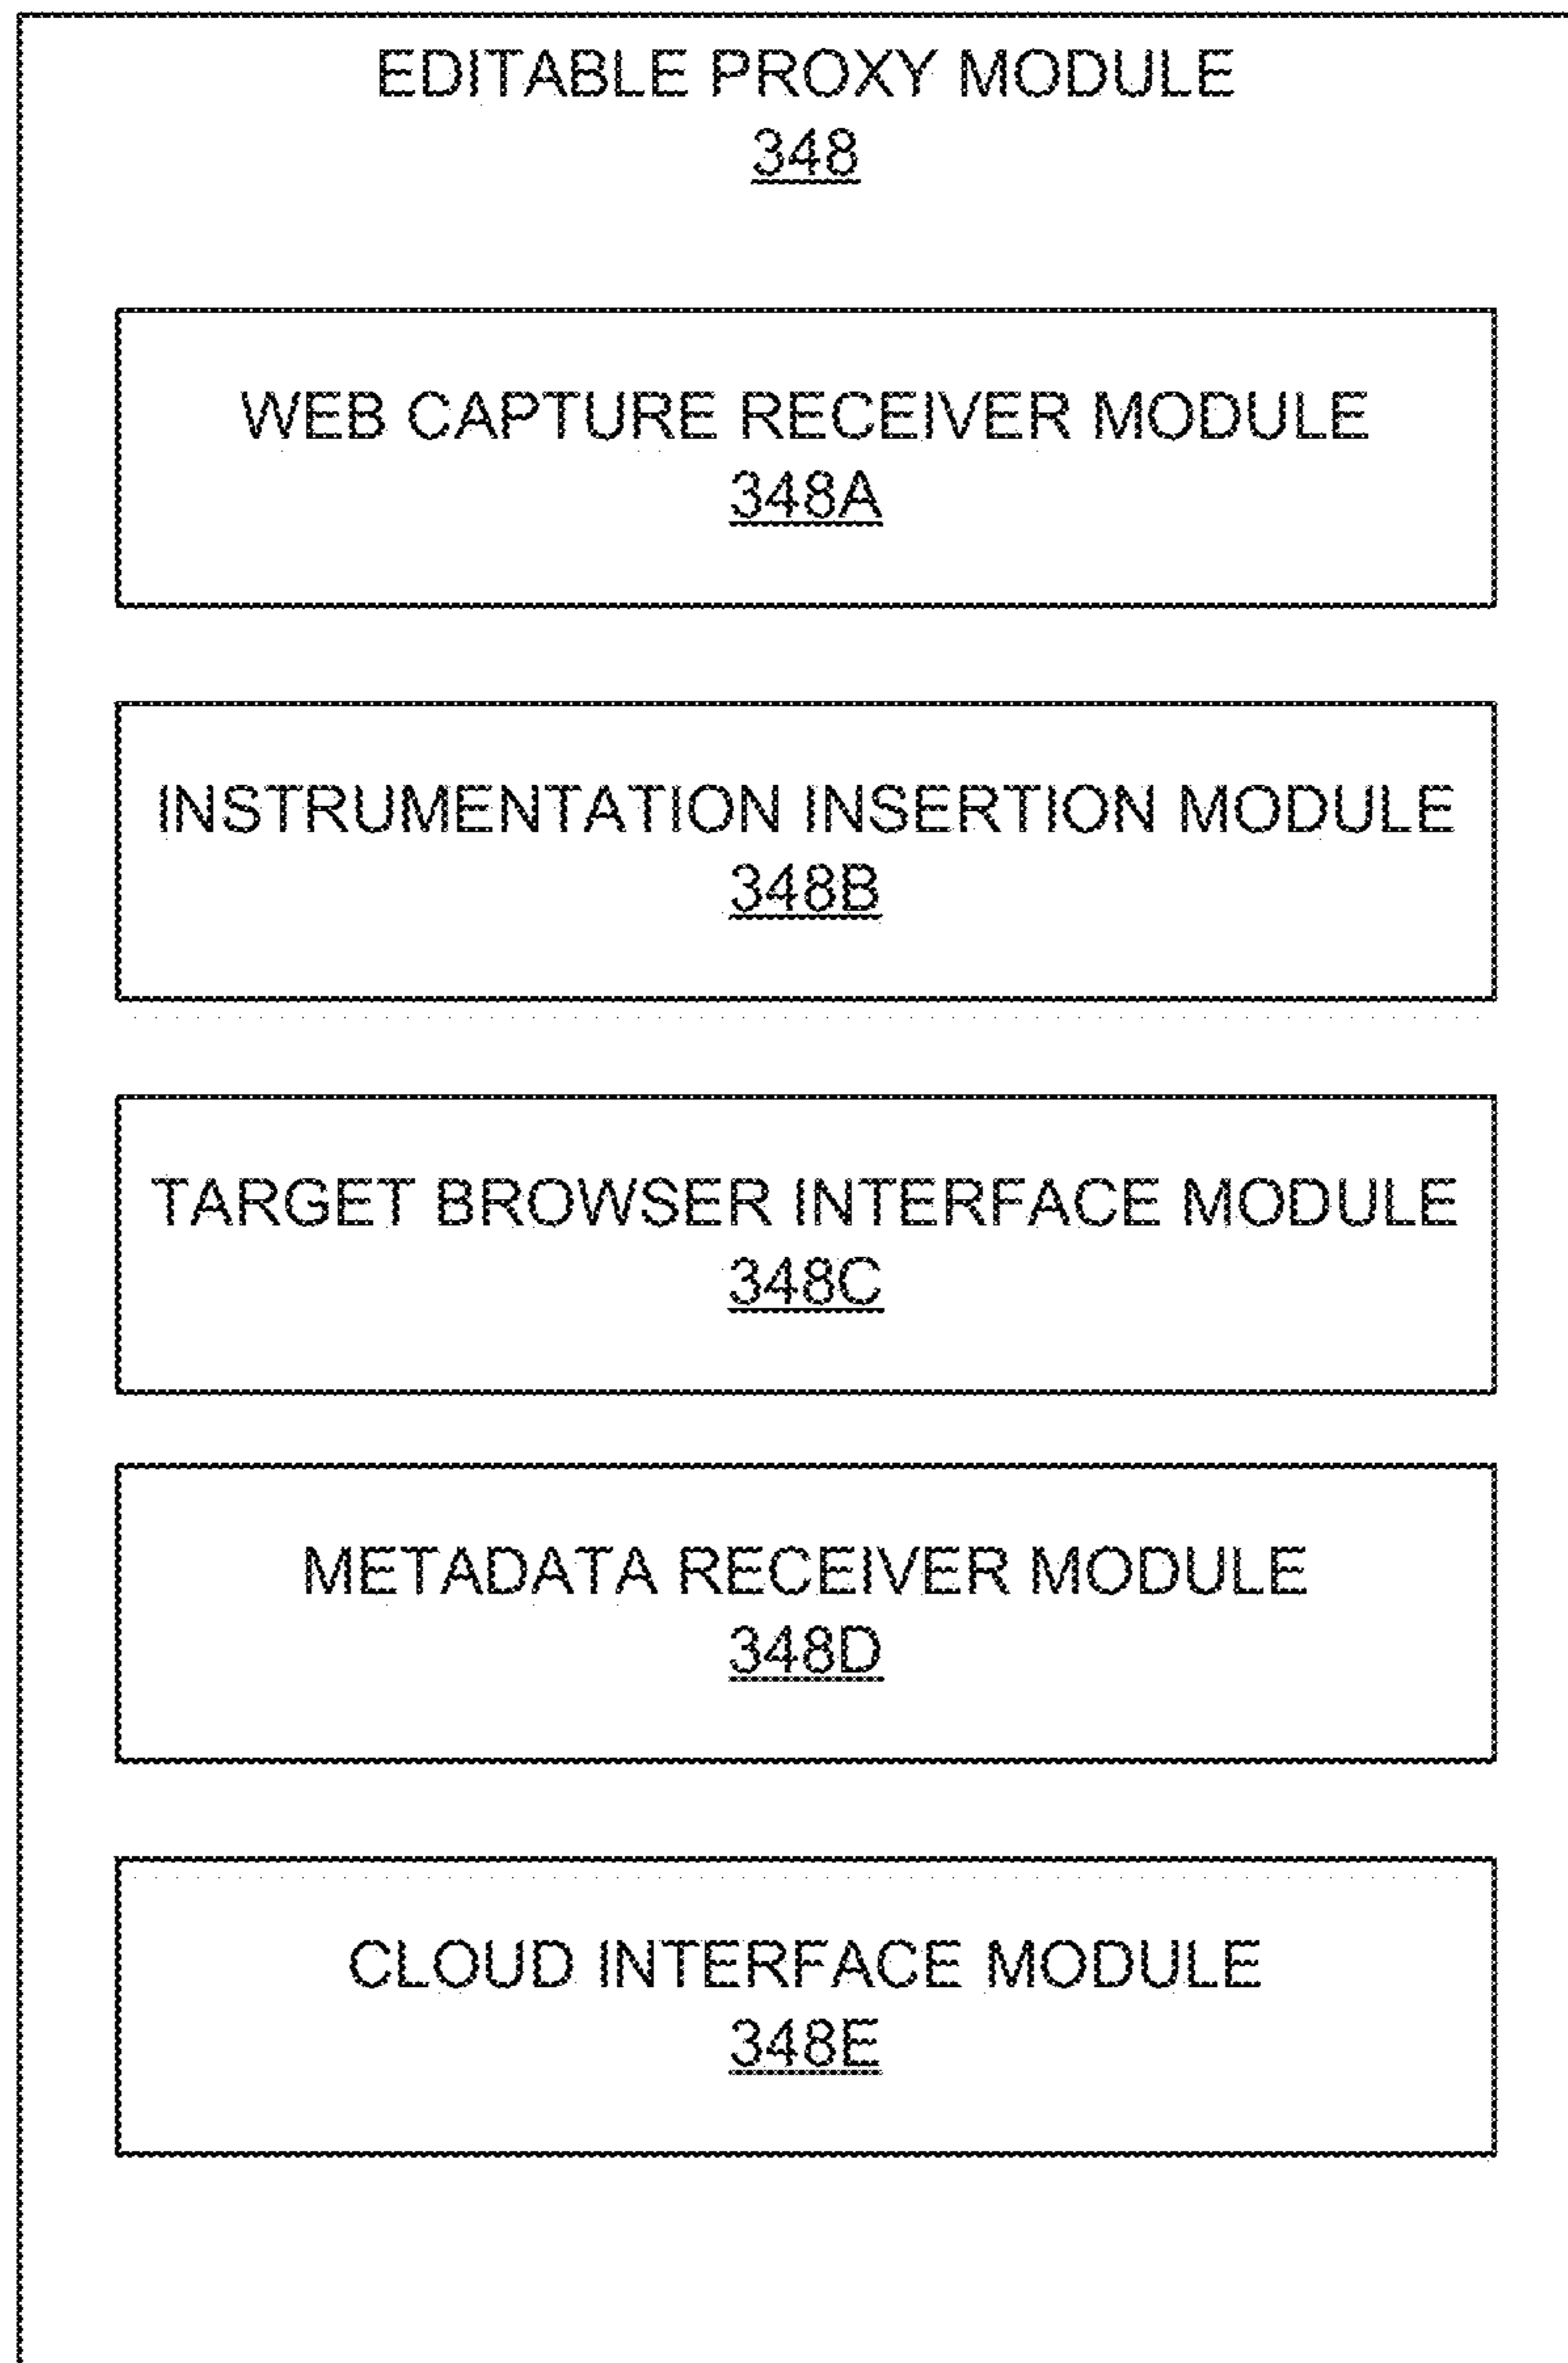 EDITABLE PROXY MODULE
348
WEB CAPTURE RECEIVER MODULE
348A
INSTRUMENTATION INSERTION MODULE
348B
TARGET BROWSER INTERFACE MODULE
348C
METADATA RECEIVER MODULE
348D
CLOUD INTERFACE MODULE
348E